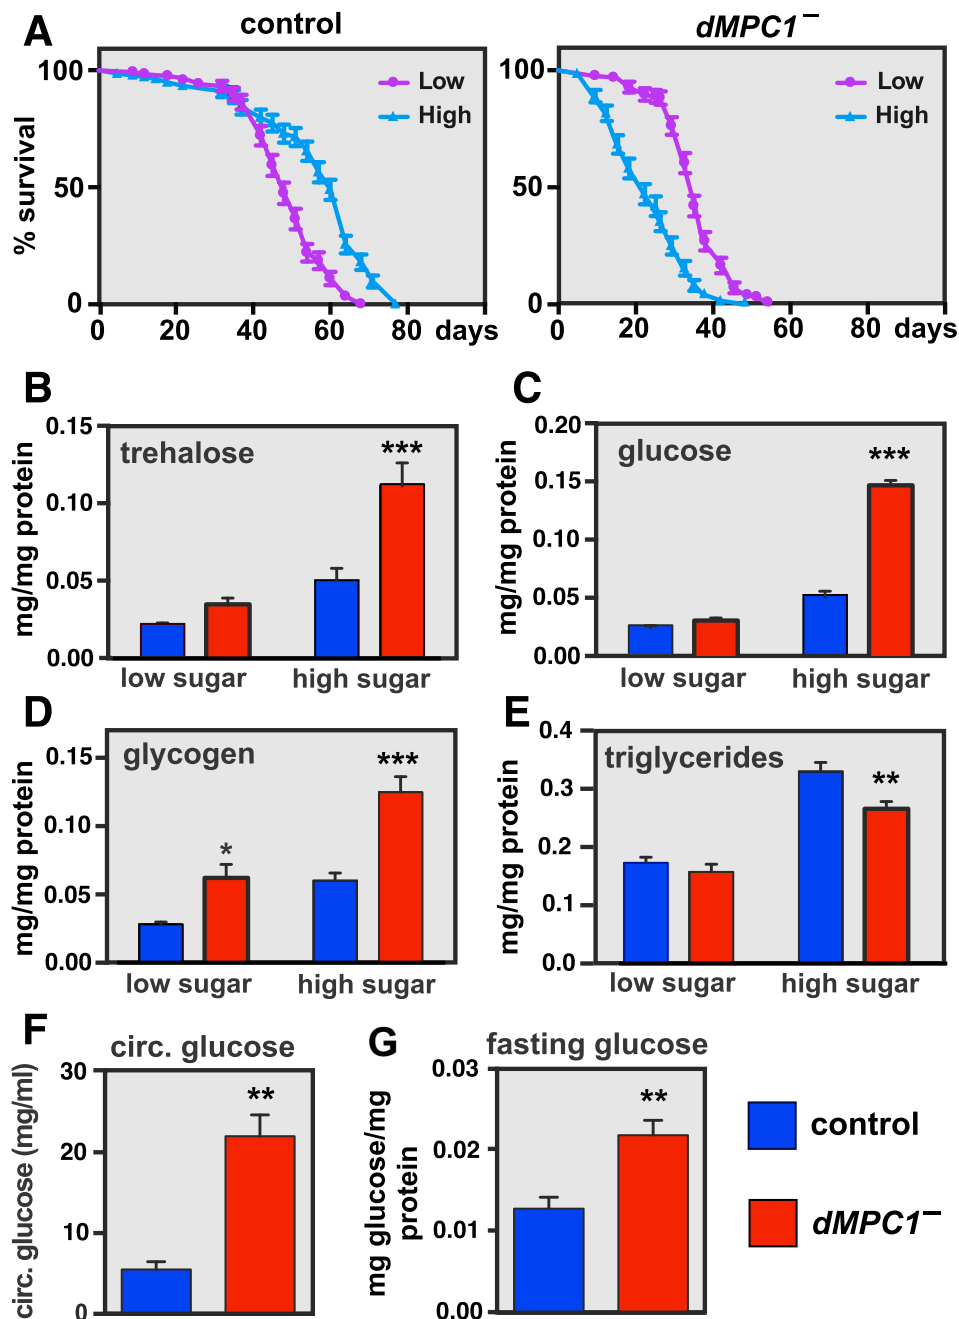 A
control
dMPC1⁻
% survival
100
50
0
Low
High
0 20 40 60 80 days
100
50
0
Low
High
0 20 40 60 80 days
B
mg/mg protein
0.15
0.10
0.05
0.00
trehalose
***
low sugar high sugar
C
mg/mg protein
0.20
0.15
0.10
0.05
0.00
glucose
***
low sugar high sugar
D
mg/mg protein
0.15
0.10
0.05
0.00
glycogen
*
***
low sugar high sugar
E
mg/mg protein
0.4
0.3
0.2
0.1
0.0
triglycerides
**
low sugar high sugar
F
circ. glucose
circ. glucose (mg/ml)
30
20
10
0
**
G
fasting glucose
mg glucose/mg
protein
0.03
0.02
0.01
0.00
**
control
dMPC1⁻